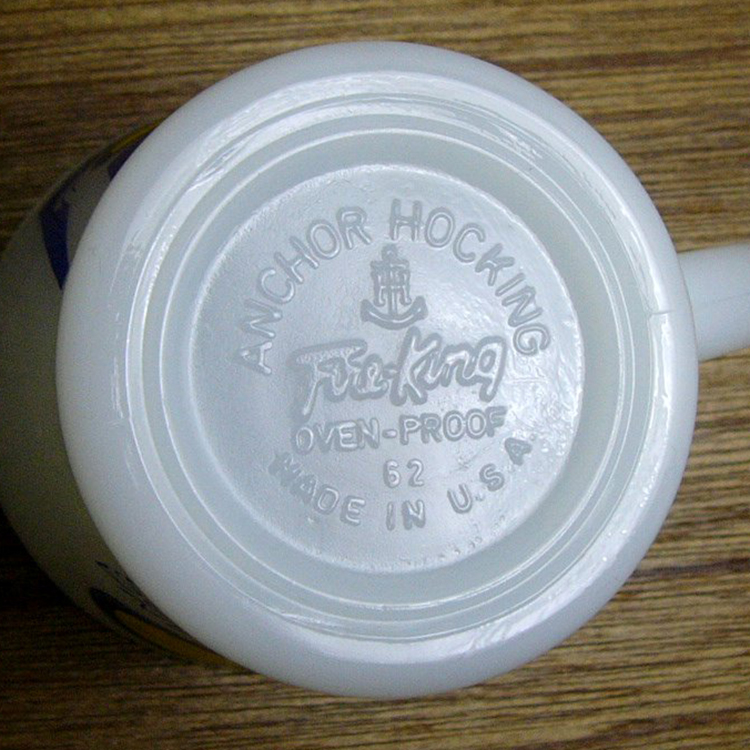 ANCHOR HOCKING
Fire-King
OVEN-PROOF
62
MADE IN U.S.A.